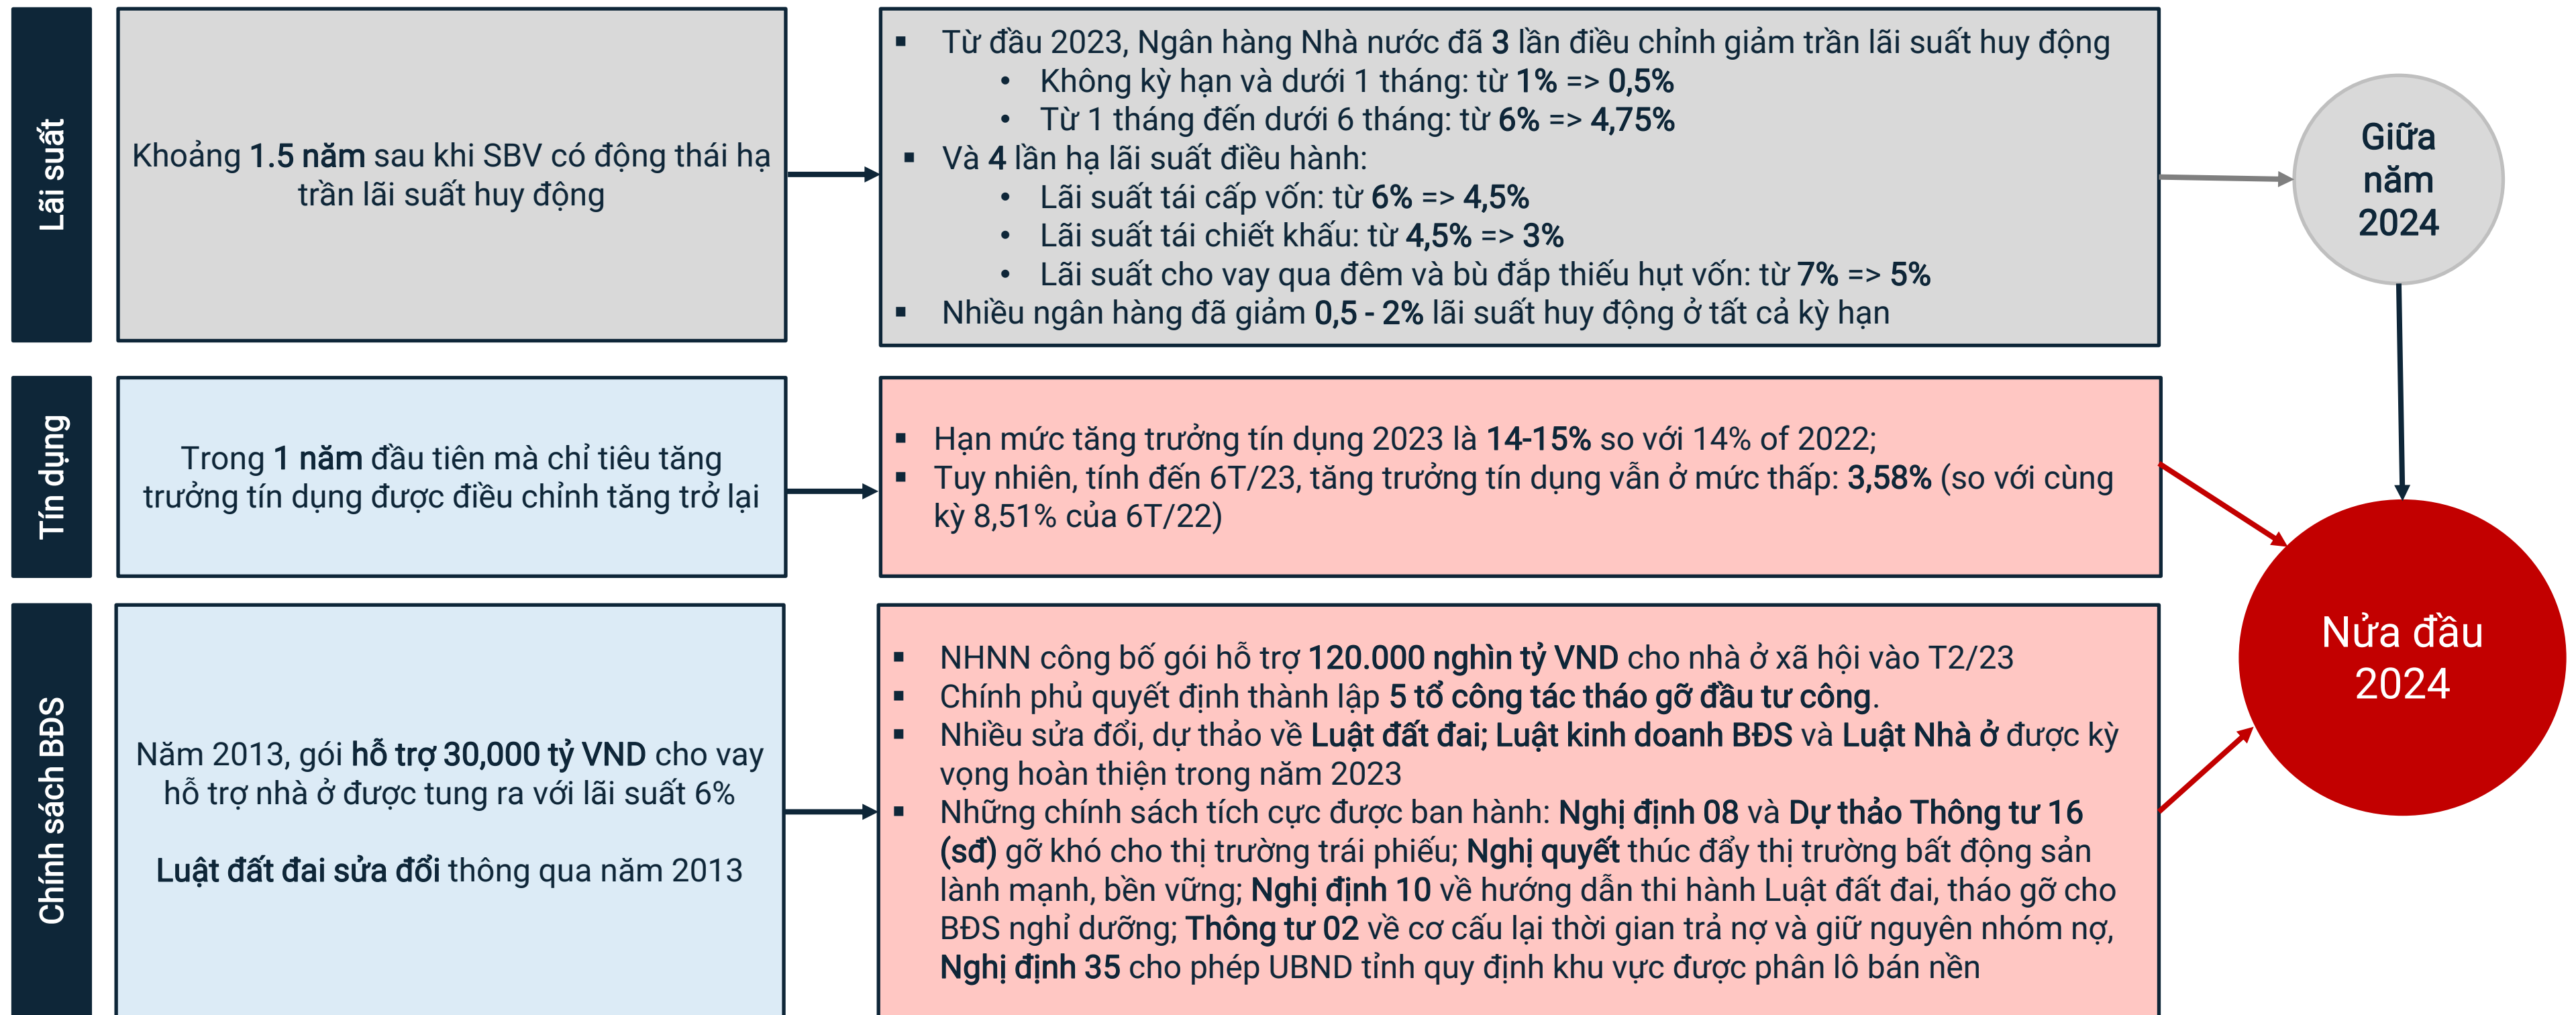 Lãi suất
Khoảng 1.5 năm sau khi SBV có động thái hạ
trần lãi suất huy động
▪ Từ đầu 2023, Ngân hàng Nhà nước đã 3 lần điều chỉnh giảm trần lãi suất huy động
• Không kỳ hạn và dưới 1 tháng: từ 1% => 0,5%
• Từ 1 tháng đến dưới 6 tháng: từ 6% => 4,75%
▪ Và 4 lần hạ lãi suất điều hành:
• Lãi suất tái cấp vốn: từ 6% => 4,5%
• Lãi suất tái chiết khấu: từ 4,5% => 3%
• Lãi suất cho vay qua đêm và bù đắp thiếu hụt vốn: từ 7% => 5%
▪ Nhiều ngân hàng đã giảm 0,5 - 2% lãi suất huy động ở tất cả kỳ hạn
Giữa
năm
2024
Tín dụng
Trong 1 năm đầu tiên mà chỉ tiêu tăng
trưởng tín dụng được điều chỉnh tăng trở lại
▪ Hạn mức tăng trưởng tín dụng 2023 là 14-15% so với 14% of 2022;
▪ Tuy nhiên, tính đến 6T/23, tăng trưởng tín dụng vẫn ở mức thấp: 3,58% (so với cùng
kỳ 8,51% của 6T/22)
Nửa đầu
2024
Chính sách BĐS
Năm 2013, gói hỗ trợ 30,000 tỷ VND cho vay
hỗ trợ nhà ở được tung ra với lãi suất 6%
Luật đất đai sửa đổi thông qua năm 2013
▪ NHNN công bố gói hỗ trợ 120.000 nghìn tỷ VND cho nhà ở xã hội vào T2/23
▪ Chính phủ quyết định thành lập 5 tổ công tác tháo gỡ đầu tư công.
▪ Nhiều sửa đổi, dự thảo về Luật đất đai; Luật kinh doanh BĐS và Luật Nhà ở được kỳ
vọng hoàn thiện trong năm 2023
▪ Những chính sách tích cực được ban hành: Nghị định 08 và Dự thảo Thông tư 16
(sđ) gỡ khó cho thị trường trái phiếu; Nghị quyết thúc đẩy thị trường bất động sản
lành mạnh, bền vững; Nghị định 10 về hướng dẫn thi hành Luật đất đai, tháo gỡ cho
BĐS nghỉ dưỡng; Thông tư 02 về cơ cấu lại thời gian trả nợ và giữ nguyên nhóm nợ,
Nghị định 35 cho phép UBND tỉnh quy định khu vực được phân lô bán nền